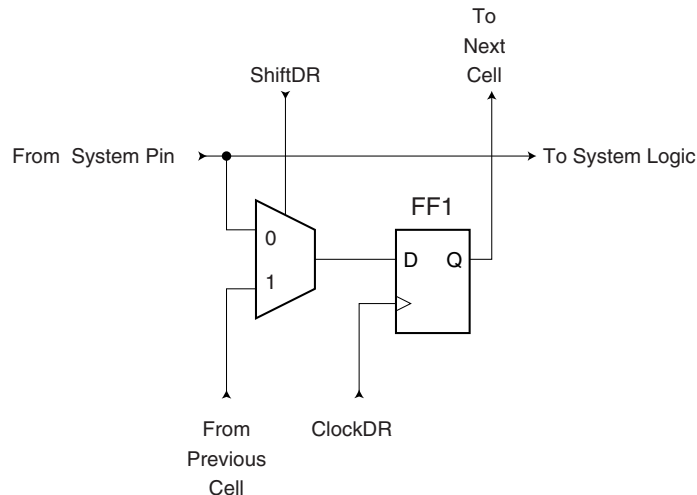 To
Next
Cell
ShiftDR
From System Pin
To System Logic
FF1
0
D Q
1
From
Previous
Cell
ClockDR